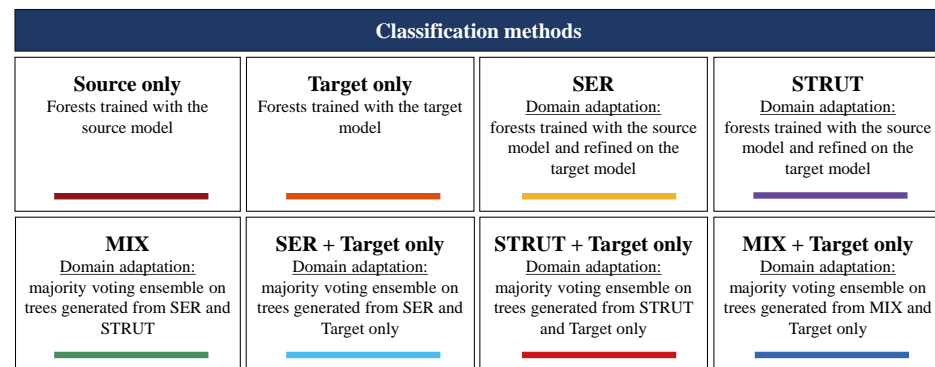 Classification methods
Source only
Forests trained with the
source model
Target only
Forests trained with the target
model
SER
Domain adaptation:
forests trained with the source
model and refined on the
target model
STRUT
Domain adaptation:
forests trained with the source
model and refined on the
target model
MIX
Domain adaptation:
majority voting ensemble on
trees generated from SER and
STRUT
SER + Target only
Domain adaptation:
majority voting ensemble on
trees generated from SER and
Target only
STRUT + Target only
Domain adaptation:
majority voting ensemble on
trees generated from STRUT
and Target only
MIX + Target only
Domain adaptation:
majority voting ensemble on
trees generated from MIX and
Target only